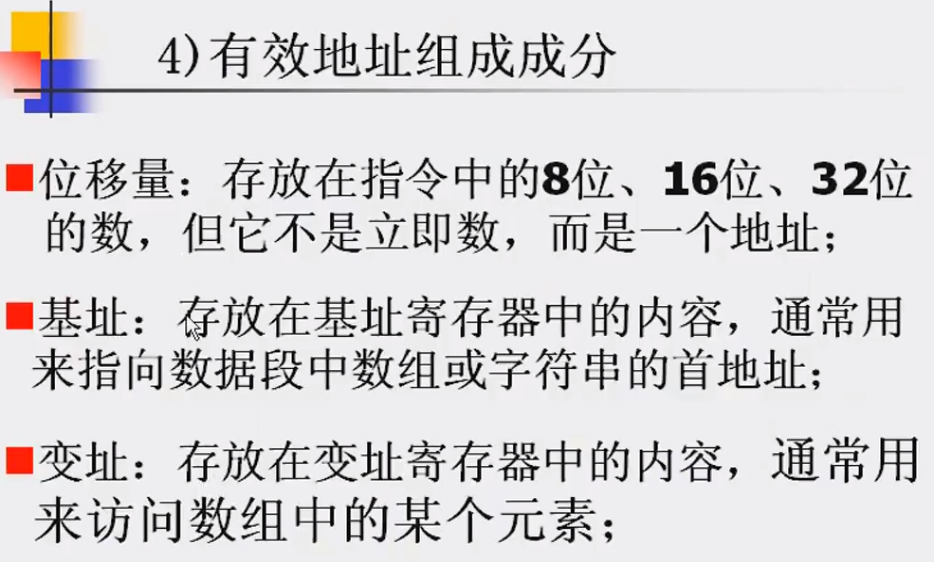 4)有效地址组成成分
位移量：存放在指令中的8位、16位、32位
的数，但它不是立即数，而是一个地址；
基址：存放在基址寄存器中的内容，通常用
来指向数据段中数组或字符串的首地址；
变址：存放在变址寄存器中的内容，通常用
来访问数组中的某个元素；